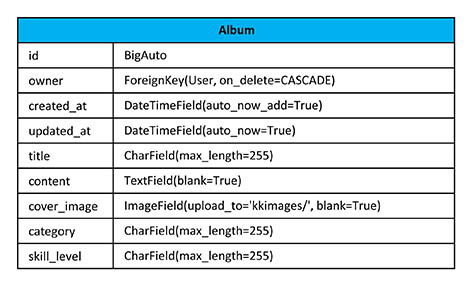 Album
id BigAuto
owner ForeignKey(User, on_delete=CASCADE)
created_at DateTimeField(auto_now_add=True)
updated_at DateTimeField(auto_now=True)
title CharField(max_length=255)
content TextField(blank=True)
cover_image ImageField(upload_to='kkimages/', blank=True)
category CharField(max_length=255)
skill_level CharField(max_length=255)